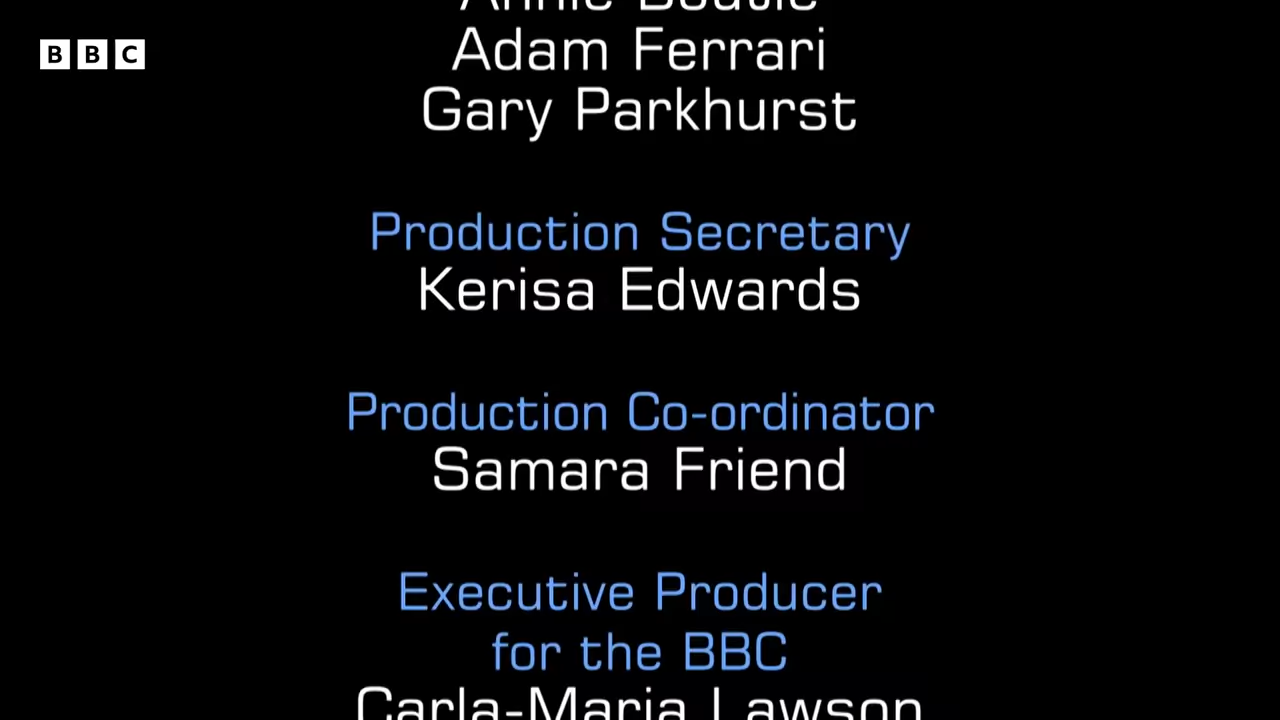 BBC
Adam Ferrari
Gary Parkhurst
Production Secretary
Kerisa Edwards
Production Co-ordinator
Samara Friend
Executive Producer
for the BBC
Carla-Maria Lawson